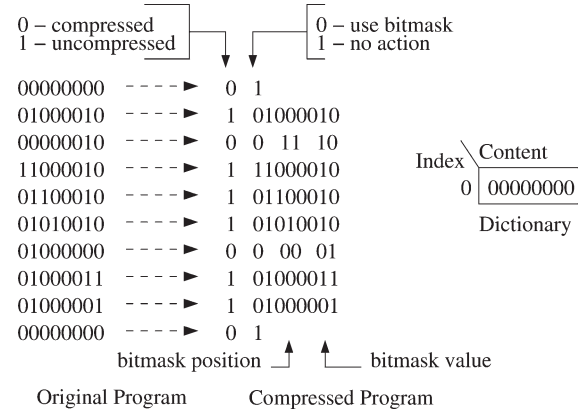 0 – compressed
1 – uncompressed
0 – use bitmask
1 – no action
00000000 0 1
01000010 1 01000010
00000010 0 0 11 10
11000010 1 11000010
01100010 1 01100010
01010010 1 01010010
01000000 0 0 00 01
01000011 1 01000011
01000001 1 01000001
00000000 0 1
Index Content
0 00000000
Dictionary
bitmask position bitmask value
Original Program Compressed Program